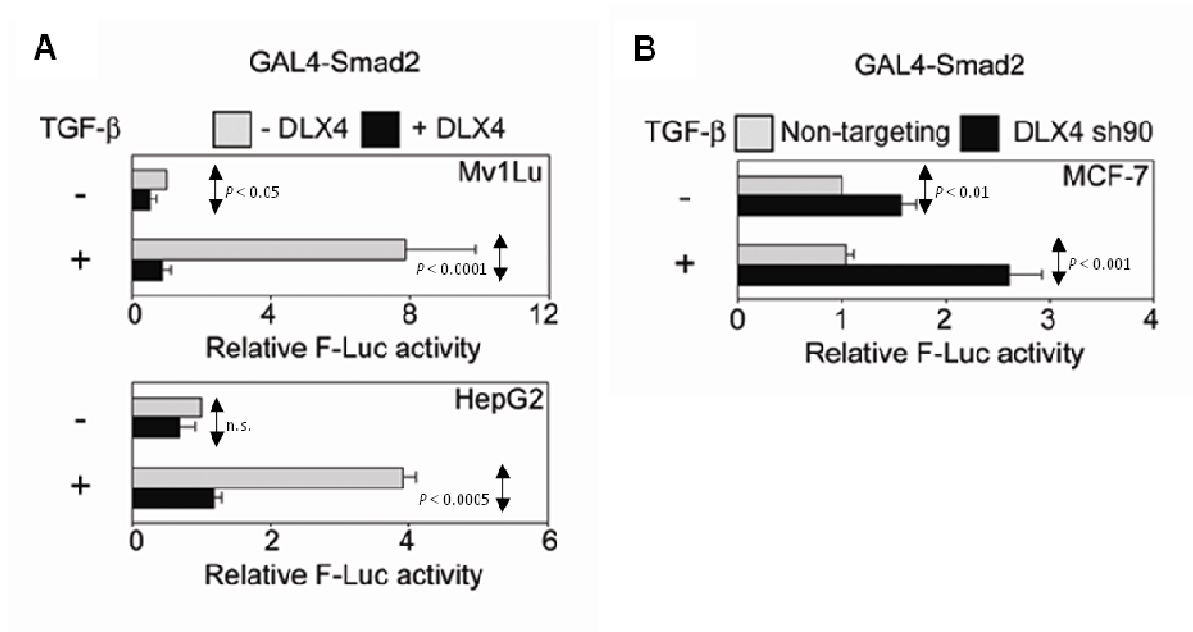 A
GAL4-Smad2
TGF-β - DLX4 + DLX4
Mv1Lu
- P < 0.05
+ P < 0.0001
0 4 8 12
Relative F-Luc activity
HepG2
- n.s.
+ P < 0.0005
0 2 4 6
Relative F-Luc activity
B
GAL4-Smad2
TGF-β Non-targeting DLX4 sh90
MCF-7
- P < 0.01
+ P < 0.001
0 1 2 3 4
Relative F-Luc activity